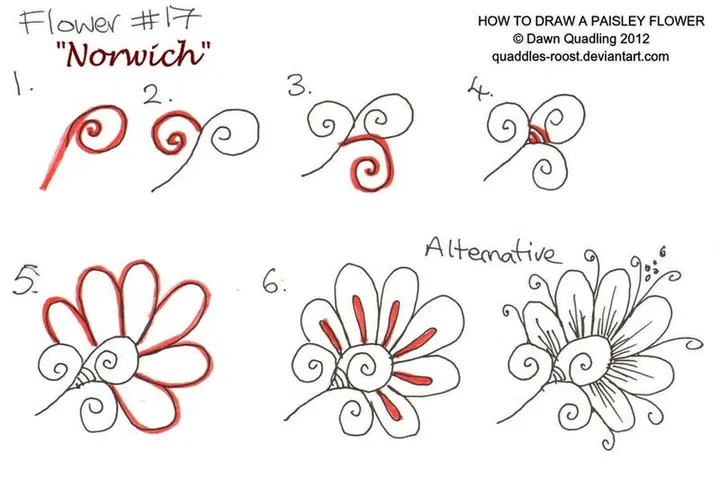 Flower #17
"Norwich"
HOW TO DRAW A PAISLEY FLOWER
© Dawn Quadling 2012
quaddles-roost.deviantart.com
1.
2.
3.
4.
5.
6.
Alternative